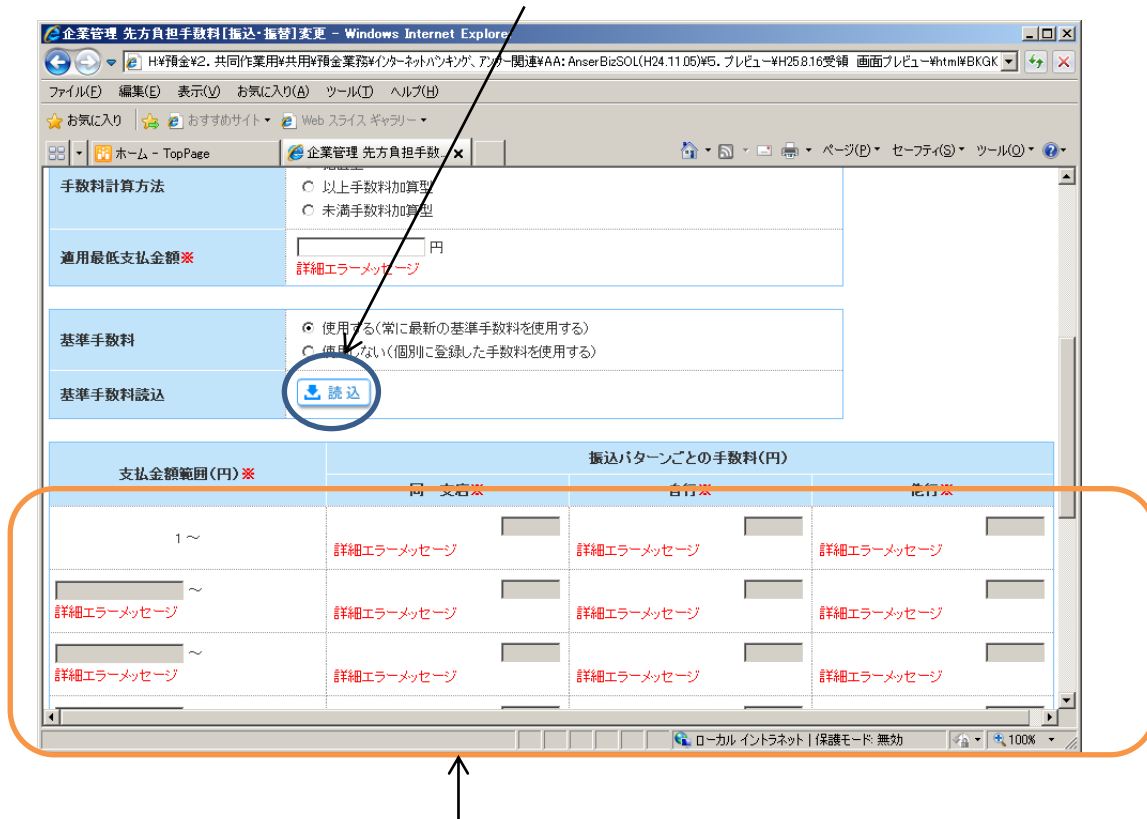 企業管理 先方負担手数料[振込・振替]変更 - Windows Internet Explorer
H:¥預金¥2.共同作業用¥共用¥預金業務¥インターネットバンキング、アンサー関連¥AA:AnserBizSOL(H24.11.05)¥5.プレビュー¥H25.8.16受領 画面プレビュー¥html¥BKGK
ファイル(F) 編集(E) 表示(V) お気に入り(A) ツール(T) ヘルプ(H)
お気に入り おすすめサイト Web スライス ギャラリー
ホーム - TopPage 企業管理 先方負担手数... ページ(P) セーフティ(S) ツール(O)
手数料計算方法
以上手数料加算型
未満手数料加算型
適用最低支払金額※ 円
詳細エラーメッセージ
基準手数料 使用する(常に最新の基準手数料を使用する)
使用しない(個別に登録した手数料を使用する)
基準手数料読込 読込
支払金額範囲(円)※ 振込パターンごとの手数料(円)
同一支店※ 自行※ 他行※
1~
詳細エラーメッセージ 詳細エラーメッセージ 詳細エラーメッセージ
~
詳細エラーメッセージ 詳細エラーメッセージ 詳細エラーメッセージ 詳細エラーメッセージ
~
詳細エラーメッセージ 詳細エラーメッセージ 詳細エラーメッセージ 詳細エラーメッセージ
ローカル イントラネット | 保護モード: 無効 100%